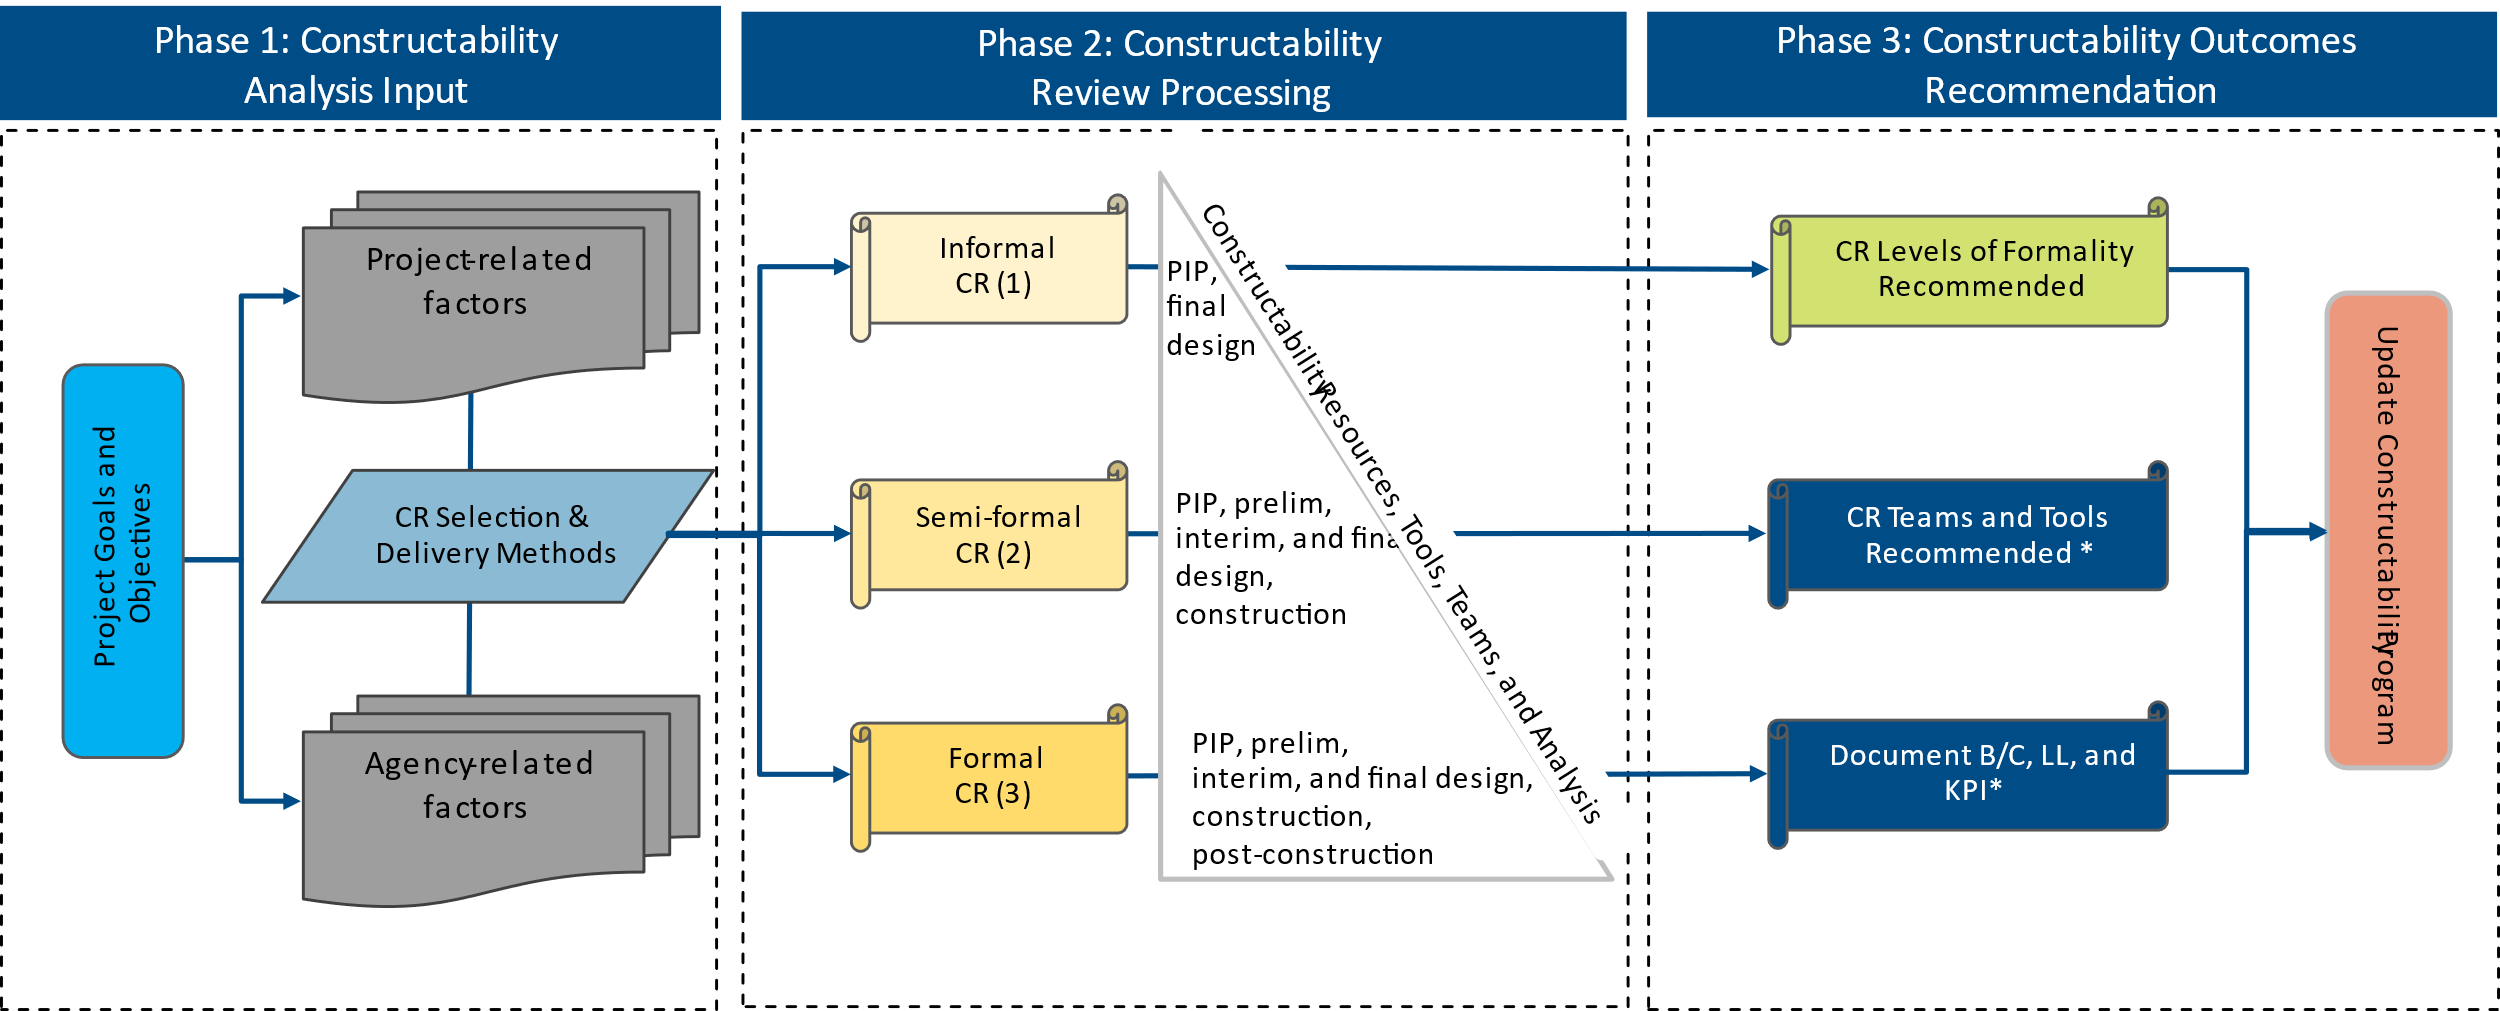 Phase 1: Constructability
Analysis Input
Phase 2: Constructability
Review Processing
Phase 3: Constructability Outcomes
Recommendation
Project Goals and
Objectives
Project-related
factors
CR Selection &
Delivery Methods
Agency-related
factors
Informal
CR (1)
Semi-formal
CR (2)
Formal
CR (3)
PIP,
final
design
PIP, prelim,
interim, and final
design,
construction
PIP, prelim,
interim, and final design,
construction,
post-construction
Constructability Resources, Tools, Teams, and Analysis
CR Levels of Formality
Recommended
CR Teams and Tools
Recommended *
Document B/C, LL, and
KPI*
Update Constructability Program